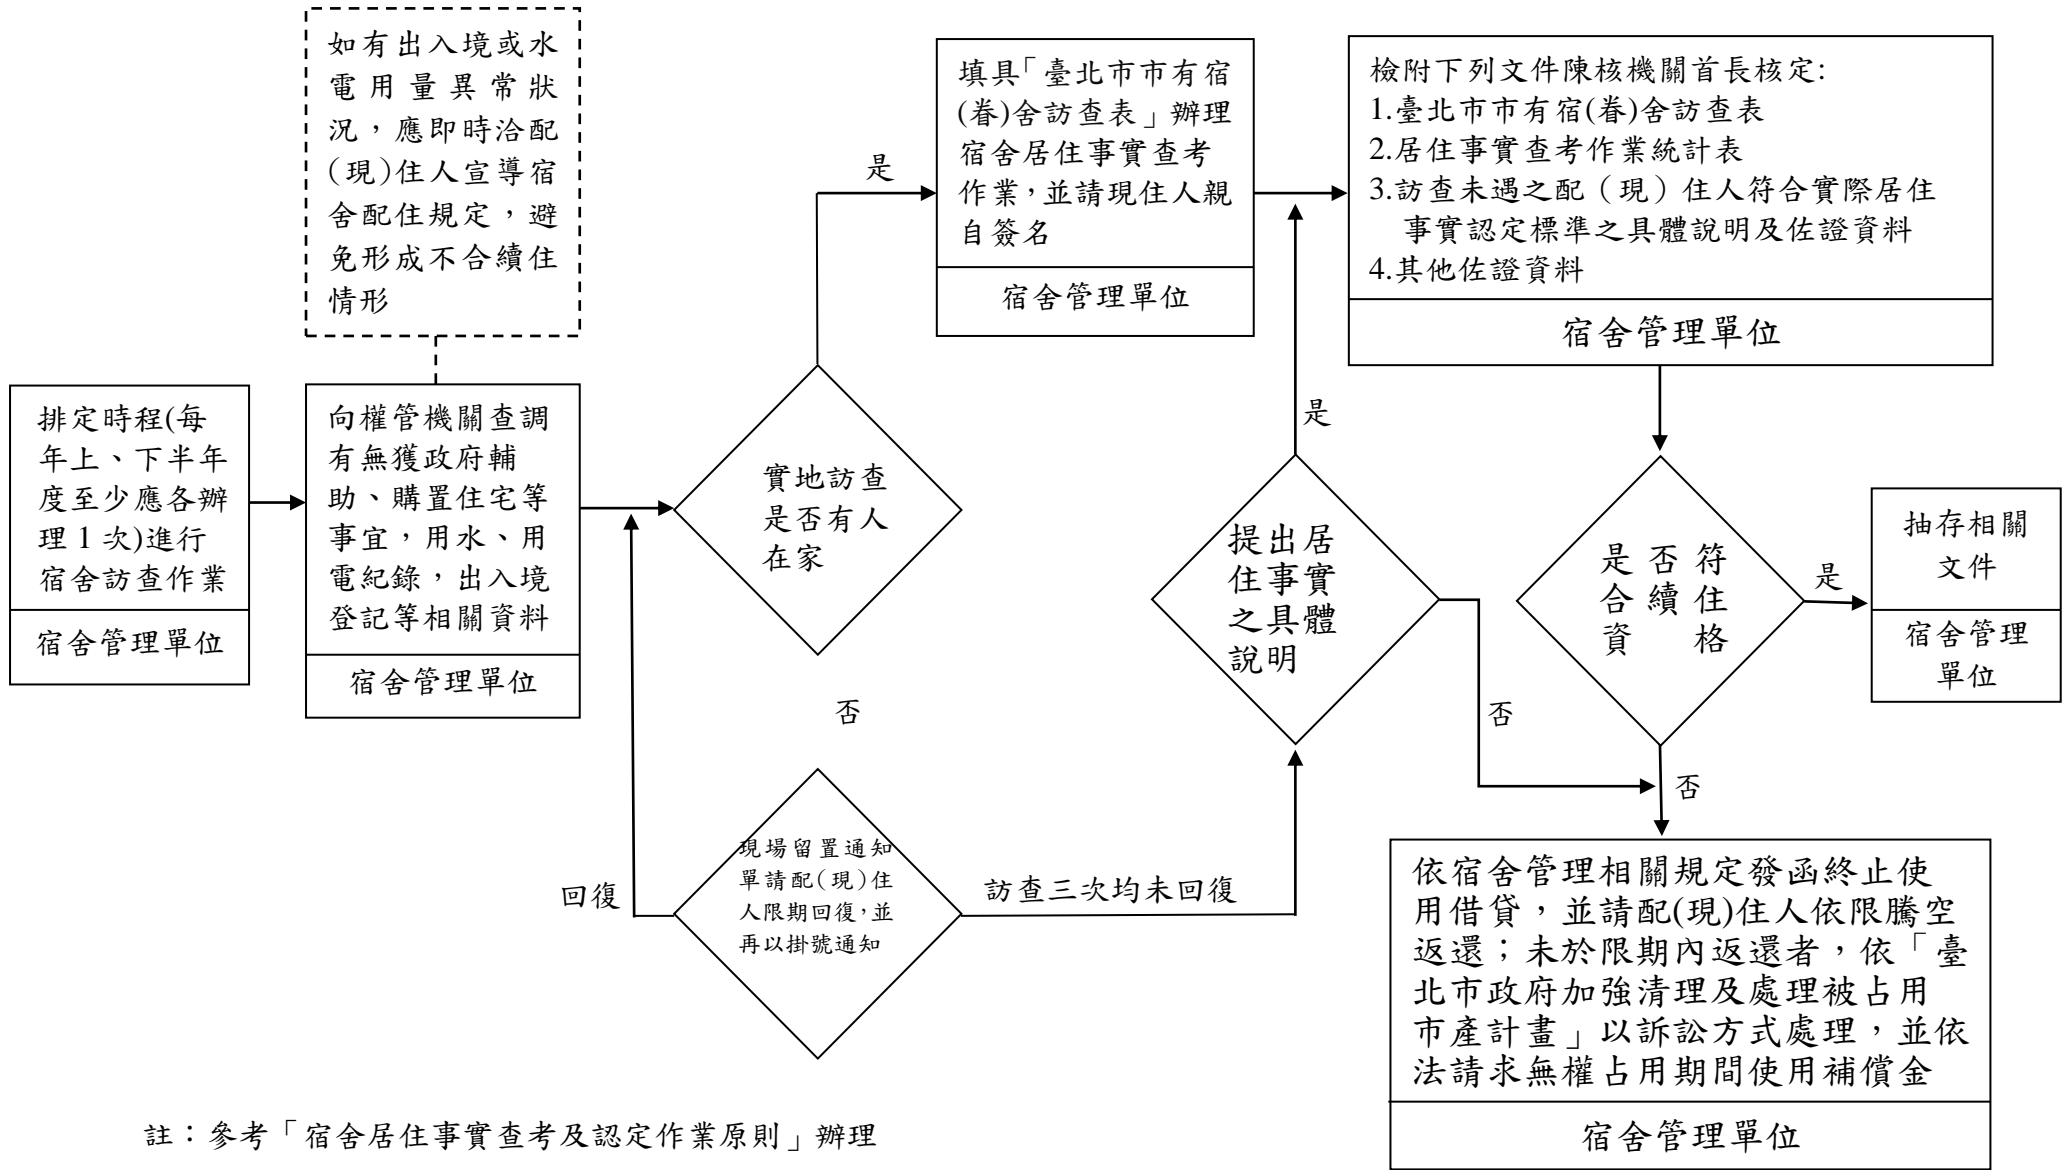 如有出入境或水
電用量異常狀
況，應即時洽配
(現)住人宣導宿
舍配住規定，避
免形成不合續住
情形
排定時程(每
年上、下半年
度至少應各辦
理1次)進行
宿舍訪查作業
宿舍管理單位
向權管機關查調
有無獲政府輔
助、購置住宅等
事宜，用水、用
電紀錄，出入境
登記等相關資料
宿舍管理單位
實地訪查
是否有人
在家
是
否
填具「臺北市市有宿
(眷)舍訪查表」辦理
宿舍居住事實查考
作業，並請現住人親
自簽名
宿舍管理單位
現場留置通知
單請配(現)住
人限期回復，並
再以掛號通知
回復
訪查三次均未回復
提出居
住事實
之具體
說明
是
否
檢附下列文件陳核機關首長核定:
1.臺北市市有宿(眷)舍訪查表
2.居住事實查考作業統計表
3.訪查未遇之配（現）住人符合實際居住
事實認定標準之具體說明及佐證資料
4.其他佐證資料
宿舍管理單位
是否符
合續住
資格
是
否
抽存相關
文件
宿舍管理
單位
依宿舍管理相關規定發函終止使
用借貸，並請配(現)住人依限騰空
返還；未於限期內返還者，依「臺
北市政府加強清理及處理被占用
市產計畫」以訴訟方式處理，並依
法請求無權占用期間使用補償金
宿舍管理單位
註：參考「宿舍居住事實查考及認定作業原則」辦理